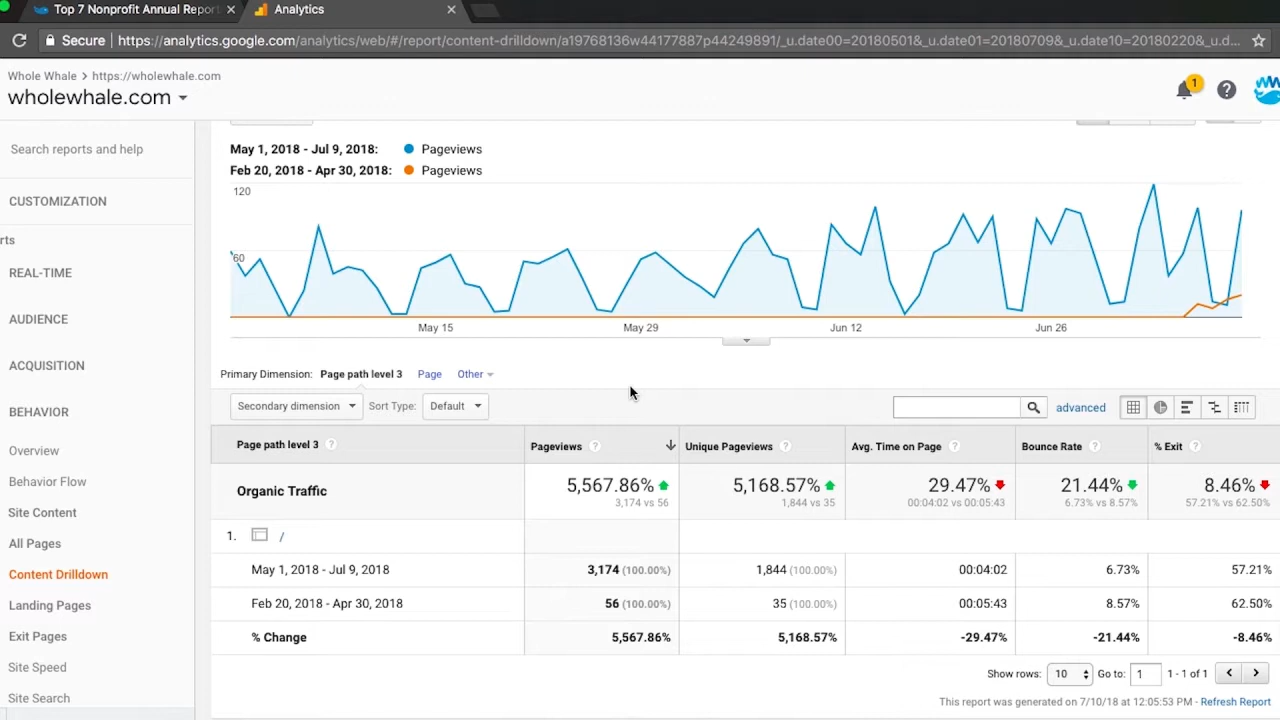 Top 7 Nonprofit Annual Report
Analytics
Secure https://analytics.google.com/analytics/web/#/report/content-drilldown/a19768136w44177887p44249891/_u.date00=20180501&_u.date01=20180709&_u.date10=20180220&_u.d...
Whole Whale > https://wholewhale.com
wholewhale.com
1
Search reports and help
CUSTOMIZATION
rts
REAL-TIME
AUDIENCE
ACQUISITION
BEHAVIOR
Overview
Behavior Flow
Site Content
All Pages
Content Drilldown
Landing Pages
Exit Pages
Site Speed
Site Search
May 1, 2018 - Jul 9, 2018: Pageviews
Feb 20, 2018 - Apr 30, 2018: Pageviews
120
60
May 15 May 29 Jun 12 Jun 26
Primary Dimension: Page path level 3 Page Other
Secondary dimension Sort Type: Default advanced
Page path level 3 ? Pageviews ? Unique Pageviews ? Avg. Time on Page ? Bounce Rate ? % Exit ?
Organic Traffic 5,567.86% 5,168.57% 29.47% 21.44% 8.46%
3,174 vs 56 1,844 vs 35 00:04:02 vs 00:05:43 6.73% vs 8.57% 57.21% vs 62.50%
1. /
May 1, 2018 - Jul 9, 2018 3,174 (100.00%) 1,844 (100.00%) 00:04:02 6.73% 57.21%
Feb 20, 2018 - Apr 30, 2018 56 (100.00%) 35 (100.00%) 00:05:43 8.57% 62.50%
% Change 5,567.86% 5,168.57% -29.47% -21.44% -8.46%
Show rows: 10 Go to: 1 1 - 1 of 1
This report was generated on 7/10/18 at 12:05:53 PM - Refresh Report